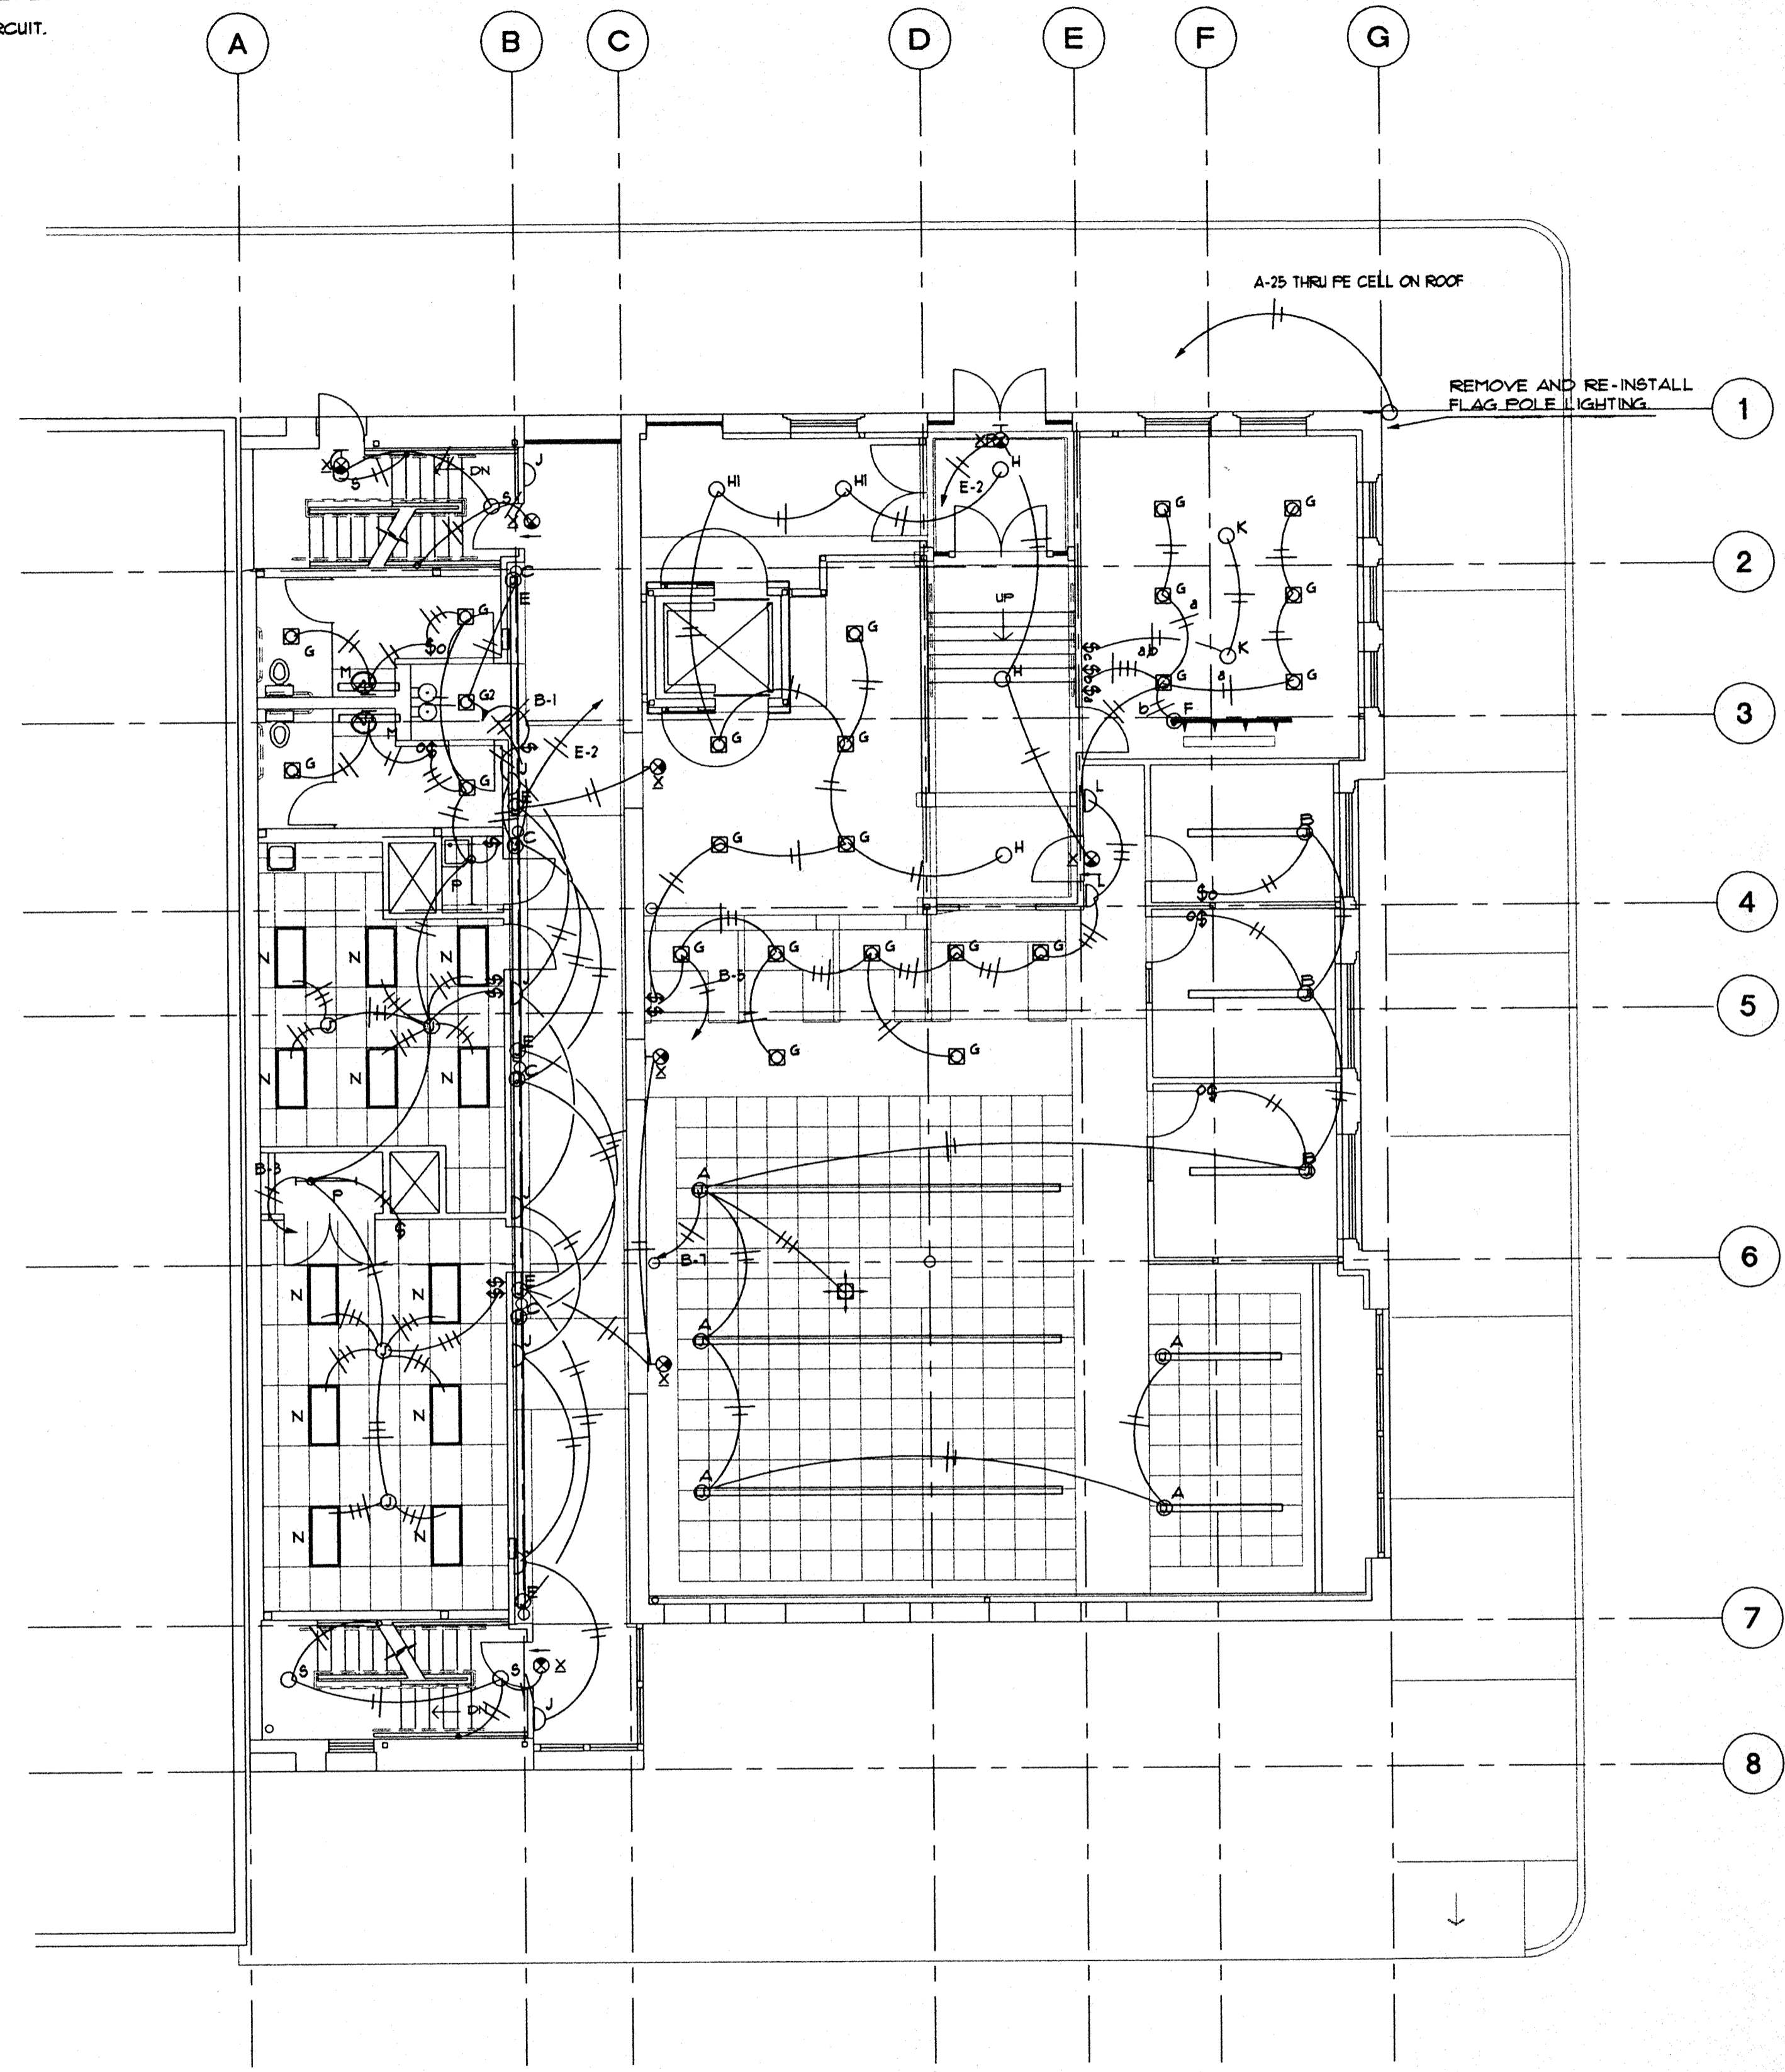 RCUIT.
A B C D E F G
A-25 THRU PE CELL ON ROOF
REMOVE AND RE-INSTALL
FLAG POLE LIGHTING.
1
DN
J
X
S
S
X
H1
H1
H
E-2
G
G
K
2
C
E
UP
G
G
G
G
a
G
G2
M
M
B-1
$a
a,b
K
a
G
G
b
F
3
E-2
G
G
G
G
X
L
B
C
P
G
G
H
X
L
4
N
N
N
G
G
G
G
G
B-5
B
5
N
N
N
E
C
X
G
G
B-3
P
A
B
B-7
6
N
N
E
C
J
A
A
X
N
N
A
A
N
N
E
7
S
S
X
DN
J
8